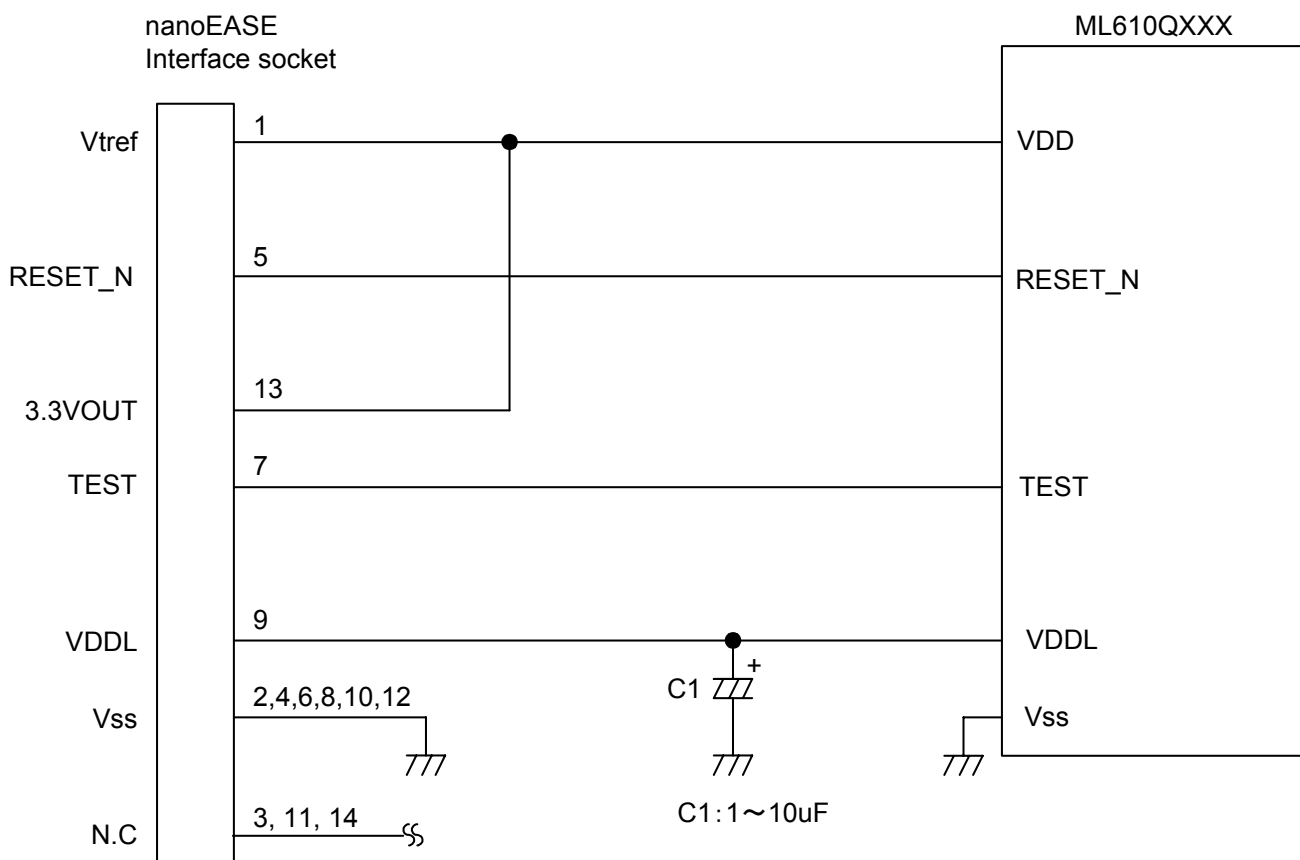 nanoEASE
Interface socket
ML610QXXX
Vtref
1
VDD
RESET_N
5
RESET_N
3.3VOUT
13
TEST
7
TEST
VDDL
9
VDDL
C1
+
Vss
2,4,6,8,10,12
Vss
C1:1～10uF
N.C
3, 11, 14